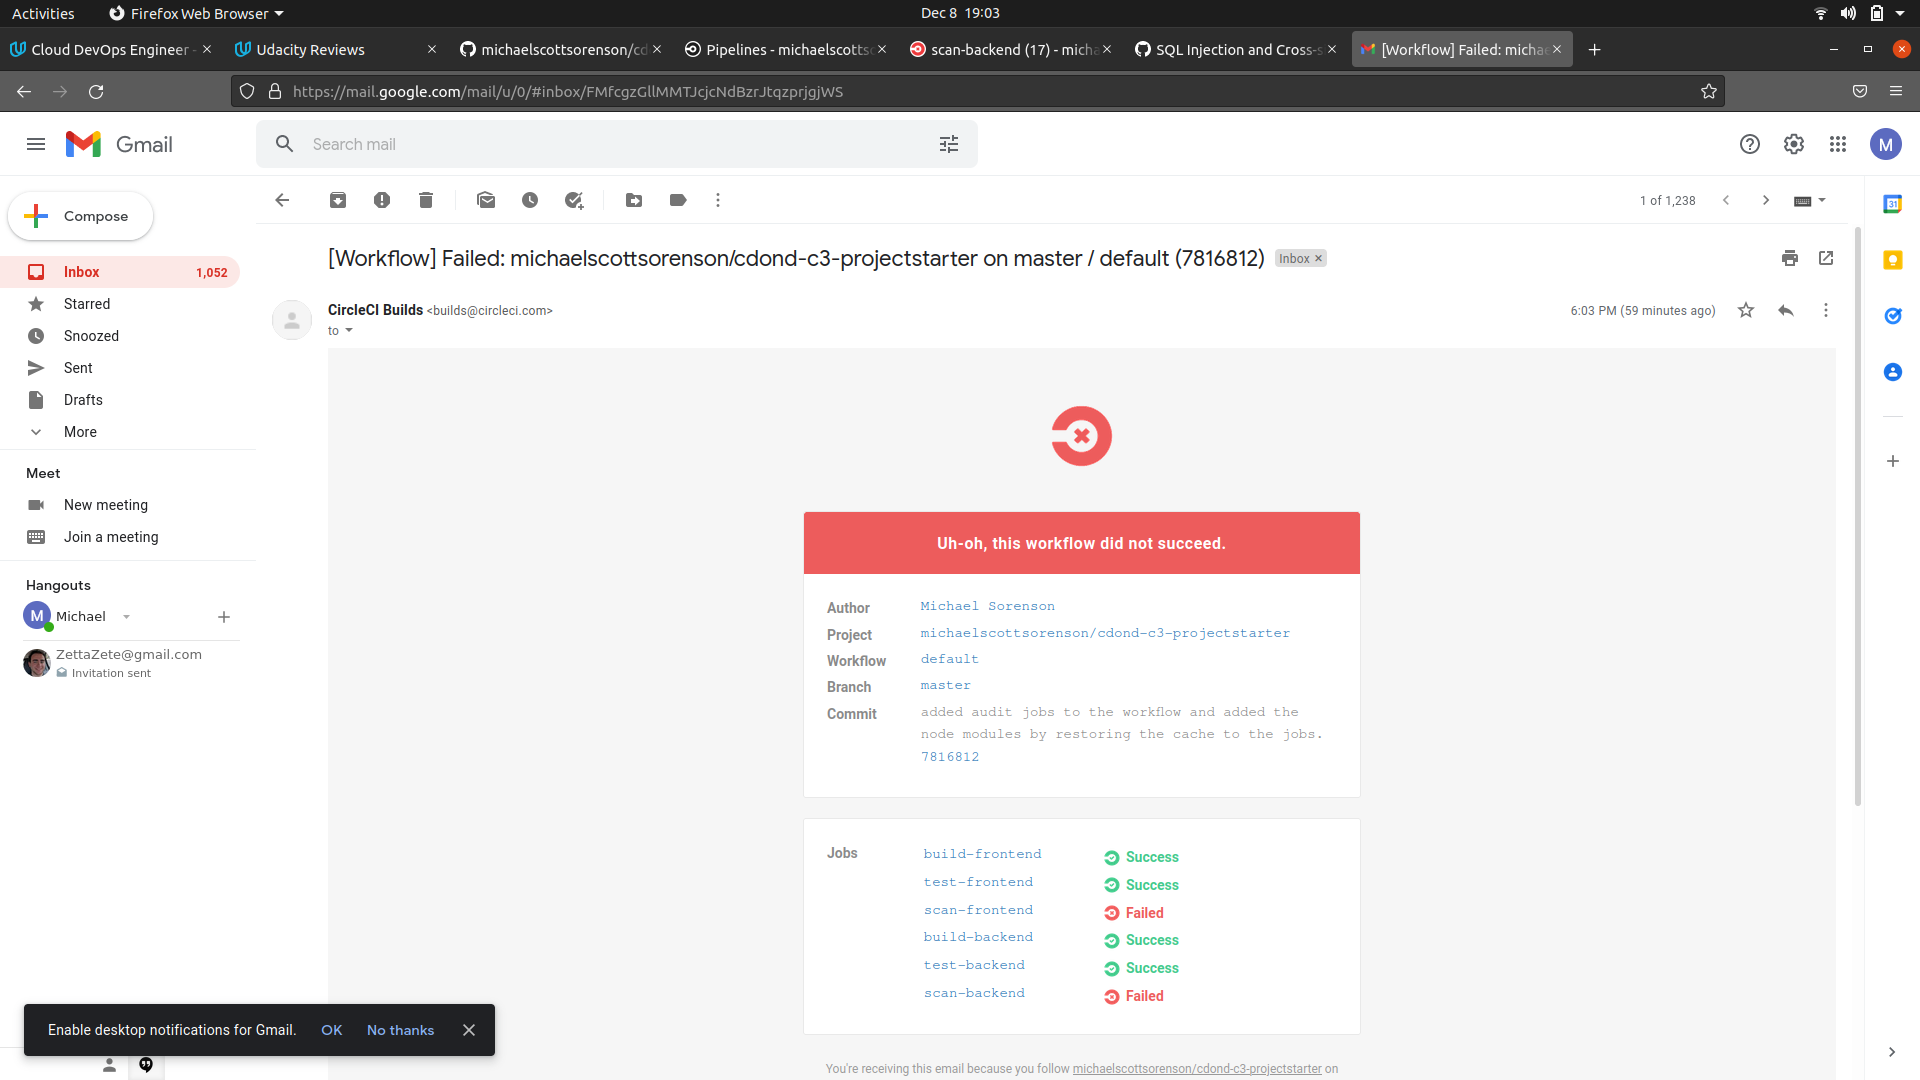 Activities
Firefox Web Browser
Dec 8 19:03
Cloud DevOps Engineer -
Udacity Reviews
michaelscottsorenson/cd
Pipelines - michaelscotts
scan-backend (17) - micha
SQL Injection and Cross-s
[Workflow] Failed: michae
https://mail.google.com/mail/u/0/#inbox/FMfcgzGllMMTJcjcNdBzrJtqzprjgjWS
Gmail
Search mail
M
Compose
1 of 1,238
31
[Workflow] Failed: michaelscottsorenson/cdond-c3-projectstarter on master / default (7816812)
Inbox ×
Inbox
1,052
Starred
Snoozed
Sent
Drafts
More
CircleCI Builds <builds@circleci.com>
6:03 PM (59 minutes ago)
to
Meet
New meeting
Join a meeting
Hangouts
M
Michael
ZettaZete@gmail.com
Invitation sent
Uh-oh, this workflow did not succeed.
Author
Michael Sorenson
Project
michaelscottsorenson/cdond-c3-projectstarter
Workflow
default
Branch
master
Commit
added audit jobs to the workflow and added the
node modules by restoring the cache to the jobs.
7816812
Jobs
build-frontend
Success
test-frontend
Success
scan-frontend
Failed
build-backend
Success
test-backend
Success
scan-backend
Failed
Enable desktop notifications for Gmail.
OK
No thanks
You're receiving this email because you follow michaelscottsorenson/cdond-c3-projectstarter on